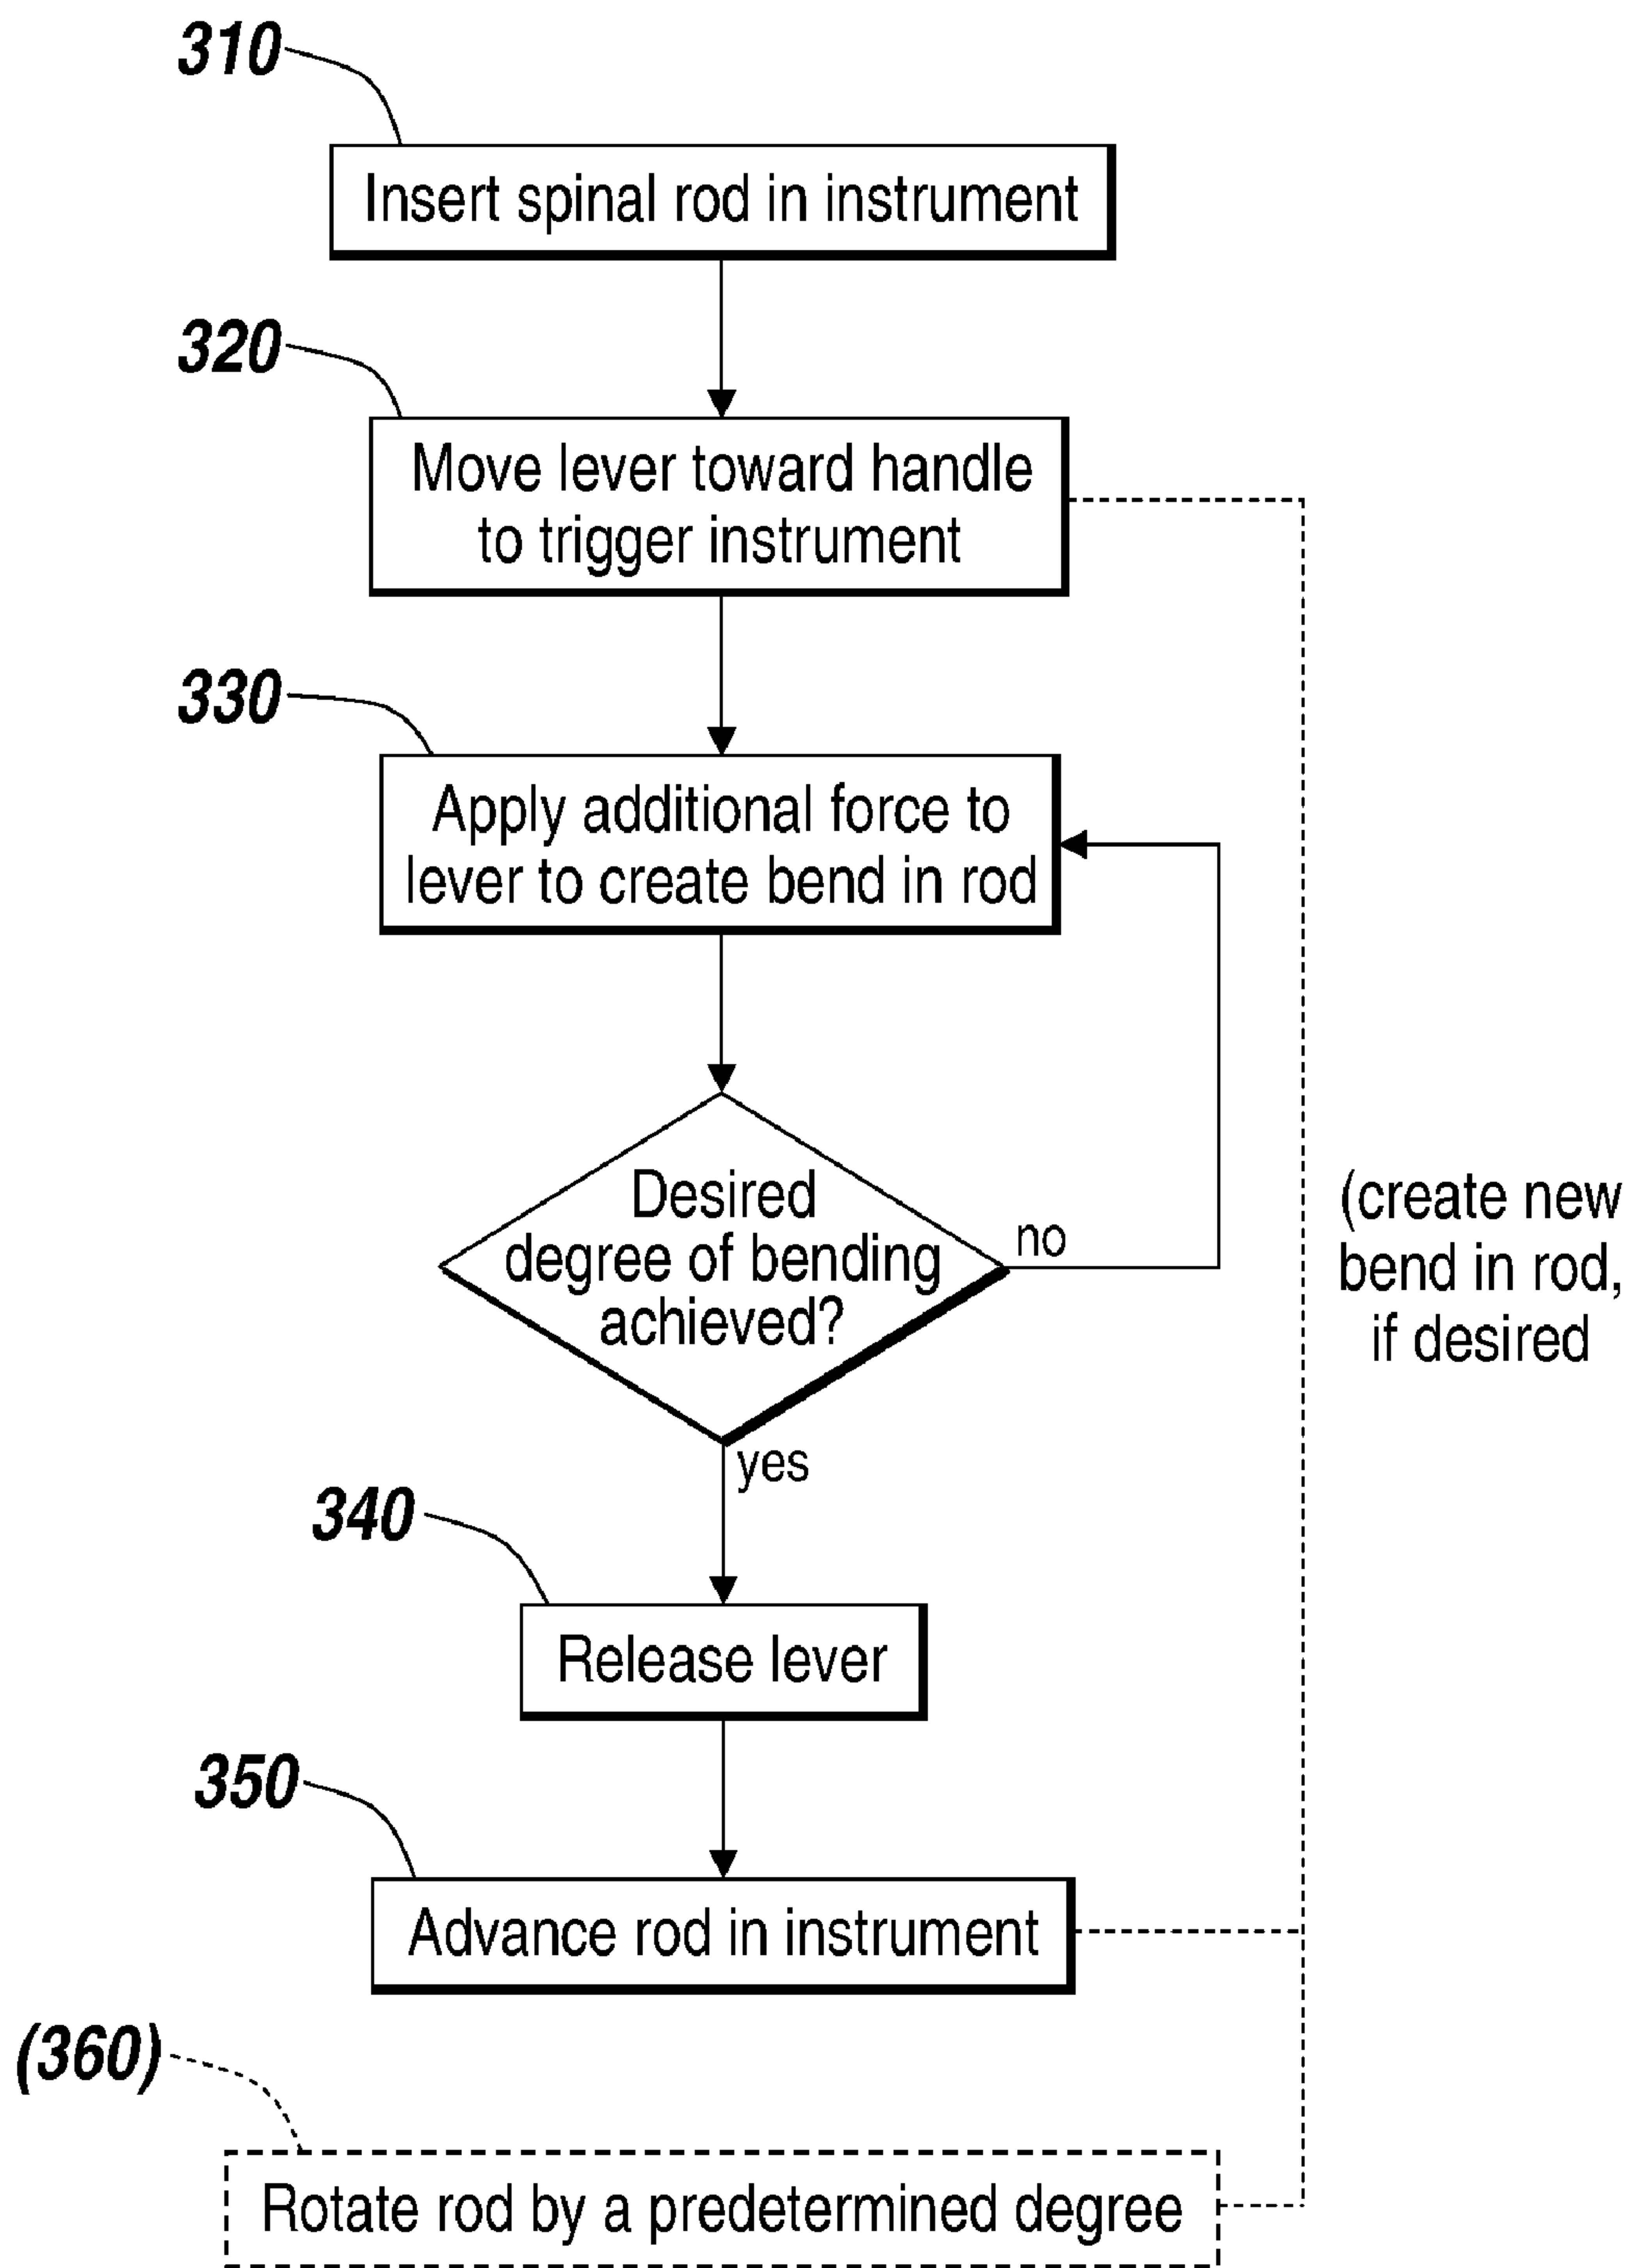 310
Insert spinal rod in instrument
320
Move lever toward handle
to trigger instrument
330
Apply additional force to
lever to create bend in rod
Desired
degree of bending
achieved?
no
(create new
bend in rod,
if desired
yes
340
Release lever
350
Advance rod in instrument
(360)
Rotate rod by a predetermined degree